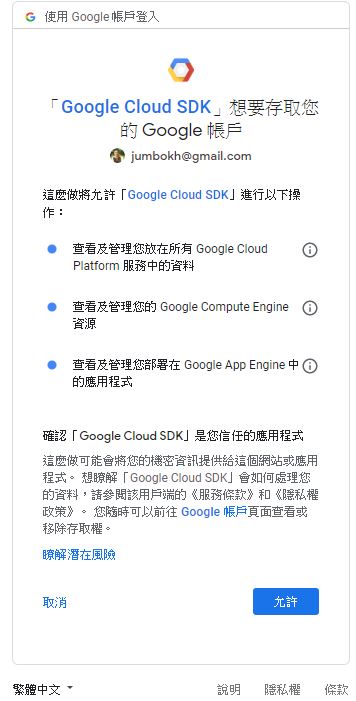 使用 Google 帳戶登入
「Google Cloud SDK」想要存取您
的 Google 帳戶
jumbokh@gmail.com
這麼做將允許「Google Cloud SDK」進行以下操
作：
查看及管理您放在所有 Google Cloud
Platform 服務中的資料
查看及管理您的 Google Compute Engine
資源
查看及管理您部署在 Google App Engine 中
的應用程式
確認「Google Cloud SDK」是您信任的應用程式
這麼做可能會將您的機密資訊提供給這個網站或應用
程式。 想瞭解「Google Cloud SDK」會如何處理您
的資料，請參閱該用戶端的《服務條款》和《隱私權
政策》。 您隨時可以前往 Google 帳戶頁面查看或
移除存取權。
瞭解潛在風險
取消
允許
繁體中文
說明
隱私權
條款